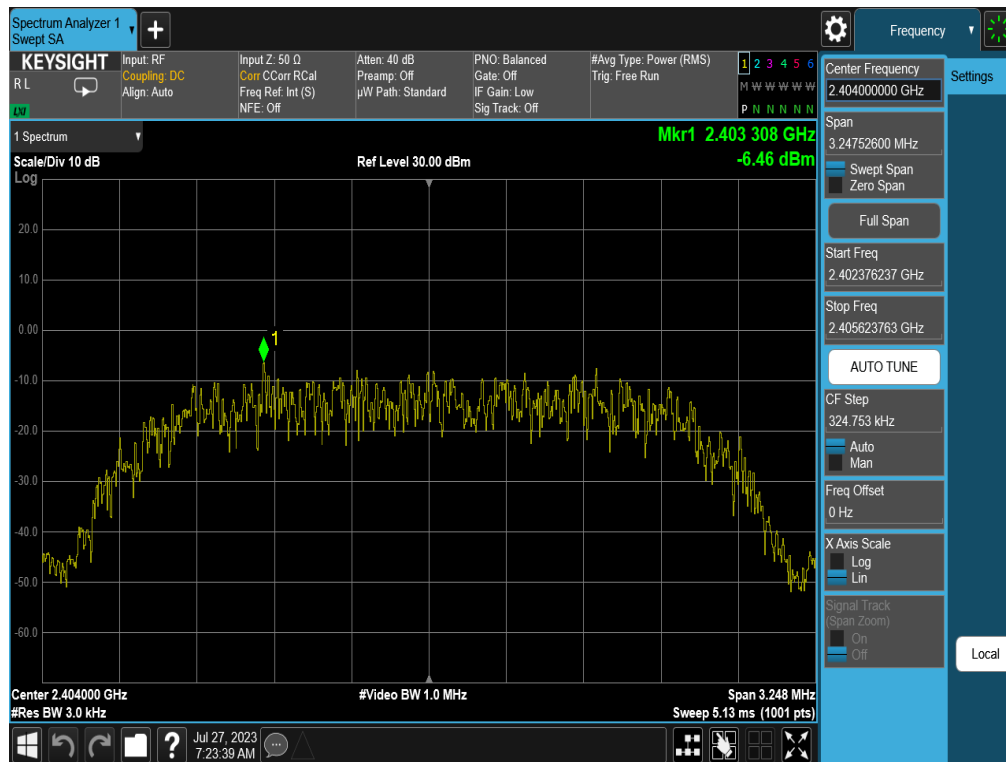 Spectrum Analyzer 1
Swept SA
+
Frequency
KEYSIGHT
R L
LXI
Input: RF
Coupling: DC
Align: Auto
Input Z: 50 Ω
Corr CCorr RCal
Freq Ref: Int (S)
NFE: Off
Atten: 40 dB
Preamp: Off
µW Path: Standard
PNO: Balanced
Gate: Off
IF Gain: Low
Sig Track: Off
#Avg Type: Power (RMS)
Trig: Free Run
1 2 3 4 5 6
M W W W W W
P N N N N N
1 Spectrum
Scale/Div 10 dB
Log
Ref Level 30.00 dBm
Mkr1 2.403 308 GHz
-6.46 dBm
20.0
10.0
0.00
-10.0
-20.0
-30.0
-40.0
-50.0
-60.0
1
Center 2.404000 GHz
#Res BW 3.0 kHz
#Video BW 1.0 MHz
Span 3.248 MHz
Sweep 5.13 ms (1001 pts)
Center Frequency
2.404000000 GHz
Settings
Span
3.24752600 MHz
Swept Span
Zero Span
Full Span
Start Freq
2.402376237 GHz
Stop Freq
2.405623763 GHz
AUTO TUNE
CF Step
324.753 kHz
Auto
Man
Freq Offset
0 Hz
X Axis Scale
Log
Lin
Signal Track
(Span Zoom)
On
Off
Local
?
Jul 27, 2023
7:23:39 AM